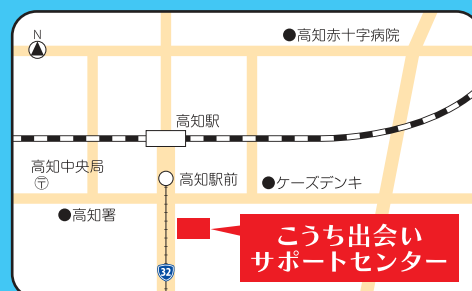 N
●高知赤十字病院
高知駅
高知中央局
〒
高知駅前
●ケーズデンキ
●高知署
こうち出会い
サポートセンター
32